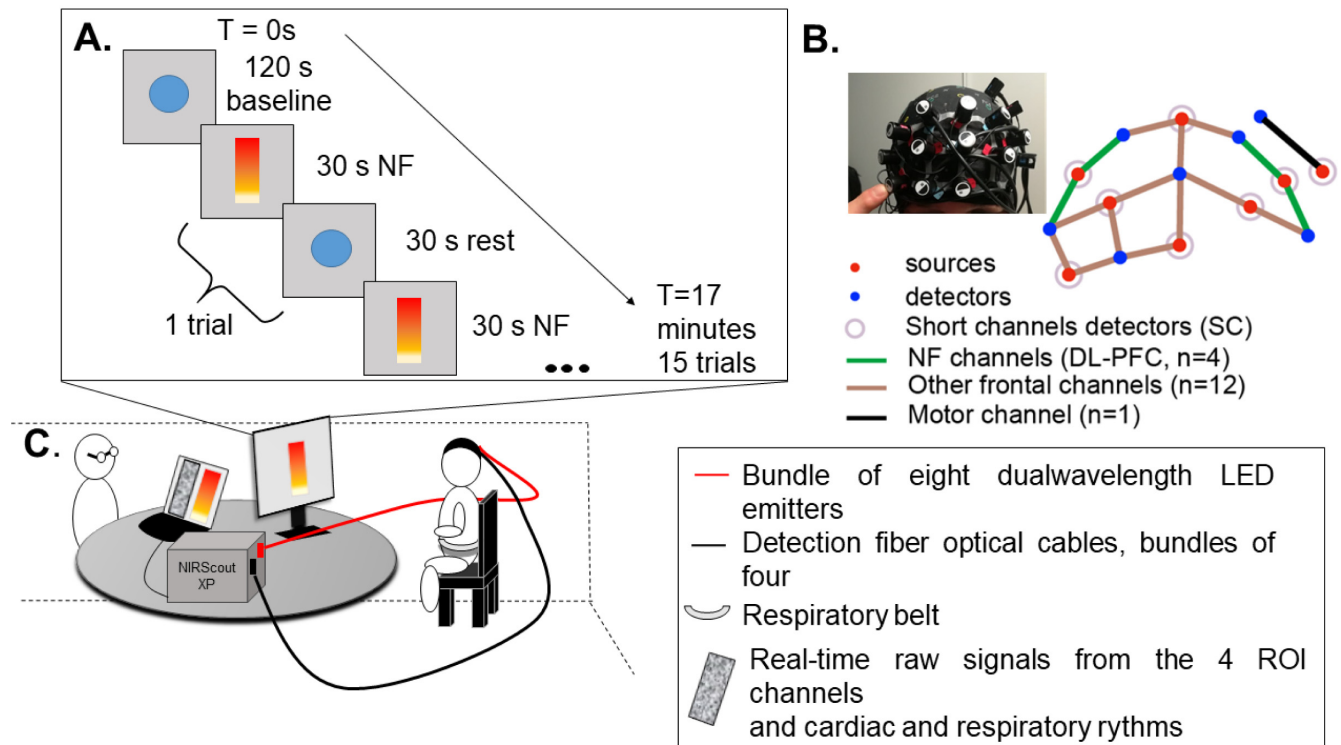 A.
T = 0s
120 s
baseline
30 s NF
30 s rest
1 trial
30 s NF
T=17
minutes
15 trials
B.
sources
detectors
Short channels detectors (SC)
NF channels (DL-PFC, n=4)
Other frontal channels (n=12)
Motor channel (n=1)
C.
NIRScout
XP
Bundle of eight dualwavelength LED
emitters
Detection fiber optical cables, bundles of
four
Respiratory belt
Real-time raw signals from the 4 ROI
channels
and cardiac and respiratory rythms